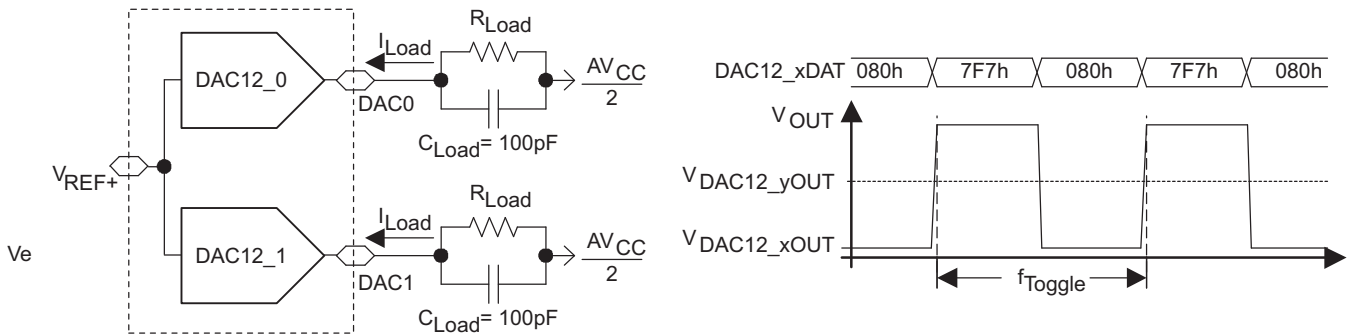 DAC12_0
I Load
R Load
AV CC
2
DAC0
C Load = 100pF
V REF+
Ve
DAC12_1
I Load
R Load
AV CC
2
DAC1
C Load = 100pF
DAC12_xDAT 080h 7F7h 080h 7F7h 080h
V OUT
V DAC12_yOUT
V DAC12_xOUT
f Toggle